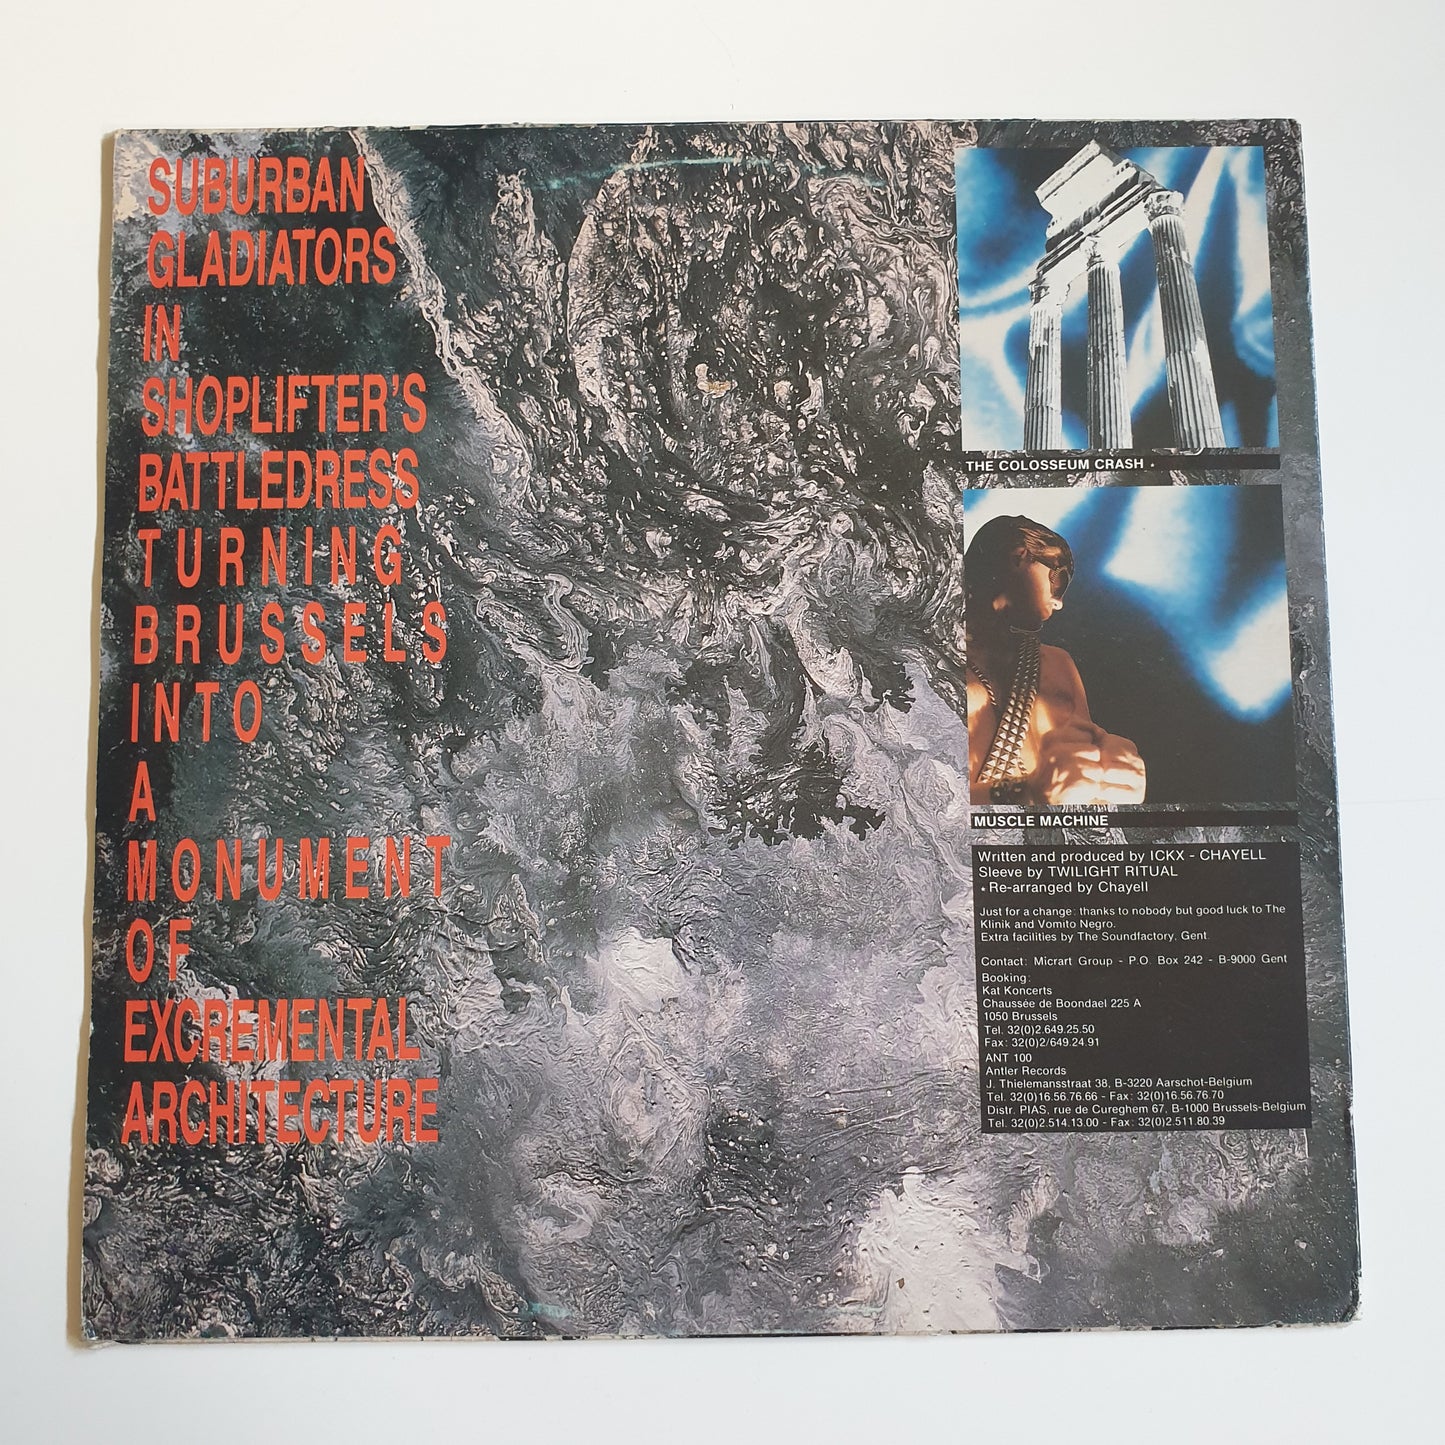 SUBURBAN
GLADIATORS
IN
SHOPLIFTER'S
BATTLEDRESS
TURNING
BRUSSELS
INTO
A
MONUMENT
OF
EXCREMENTAL
ARCHITECTURE
THE COLOSSEUM CRASH *
MUSCLE MACHINE
Written and produced by ICKX - CHAYELL
Sleeve by TWILIGHT RITUAL
* Re-arranged by Chayell
Just for a change: thanks to nobody but good luck to The
Klinik and Vomito Negro.
Extra facilities by The Soundfactory, Gent.
Contact: Micrart Group - P.O. Box 242 - B-9000 Gent
Booking:
Kat Koncerts
Chaussée de Boondael 225 A
1050 Brussels
Tel. 32(0)2.649.25.50
Fax: 32(0)2/649.24.91
ANT 100
Antler Records
J. Thielemansstraat 38, B-3220 Aarschot-Belgium
Tel. 32(0)16.56.76.66 - Fax: 32(0)16.56.76.70
Distr. PIAS, rue de Cureghem 67, B-1000 Brussels-Belgium
Tel. 32(0)2.514.13.00 - Fax: 32(0)2.511.80.39